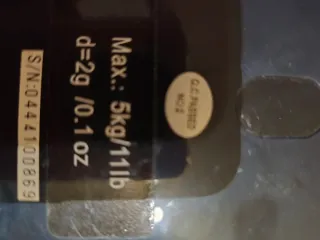 Max.: 5kg/11lb
d=2g /0.1 oz
Q.C.PASSED
S/N:0444100869